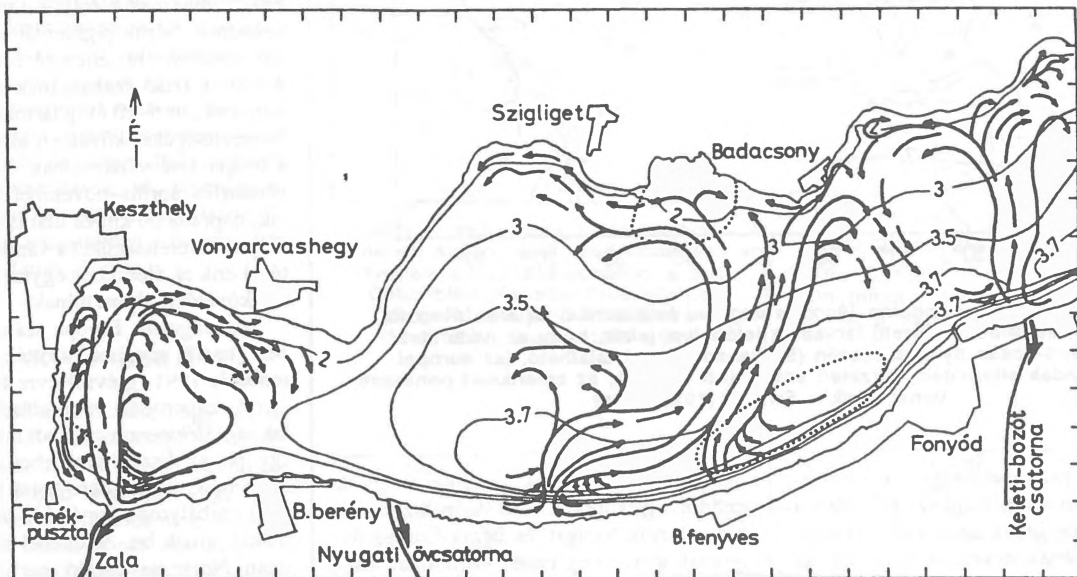 É
Szigliget
Badacsony
Keszthely
Vonyarcvashegy
2
3
3
3
3.5
3.7
3.7
3.7
3.5
2
3.7
Fenék-
puszta
Zala
B.berény
Nyugati övcsatorna
B.fenyves
Fonyód
Keleti-bozót
csatorna